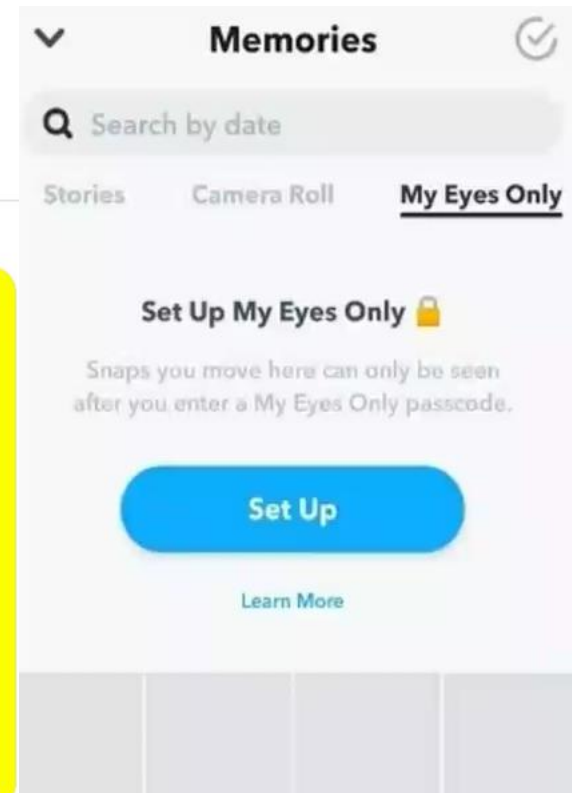 Memories
Search by date
Stories Camera Roll My Eyes Only
Set Up My Eyes Only 🔒
Snaps you move here can only be seen
after you enter a My Eyes Only passcode.
Set Up
Learn More